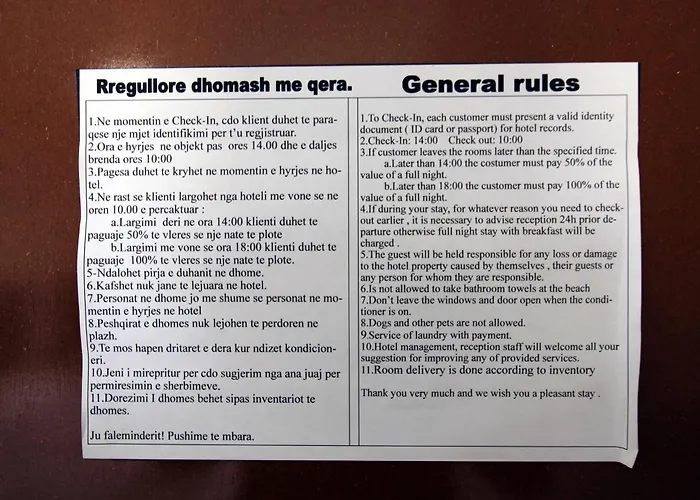 Rregullore dhomash me qera.
1.Ne momentin e Check-In, cdo klient duhet te para-
qese nje mjet identifikimi per t'u regjistruar.
2.Ora e hyrjes ne objekt pas ores 14.00 dhe e daljes
brenda ores 10:00
3.Pagesa duhet te kryhet ne momentin e hyrjes ne ho-
tel.
4.Ne rast se klienti largohet nga hoteli me vone se ne
oren 10.00 e percaktuar :
a.Largimi deri ne ora 14:00 klienti duhet te
paguaje 50% te vleres se nje nate te plote
b.Largimi me vone se ora 18:00 klienti duhet te
paguaje 100% te vleres se nje nate te plote.
5-Ndalohet pirja e duhanit ne dhome.
6.Kafshet nuk jane te lejuara ne hotel.
7.Personat ne dhome jo me shume se personat ne mo-
mentin e hyrjes ne hotel
8.Peshqirat e dhomes nuk lejohen te perdoren ne
plazh.
9.Te mos hapen dritaret e dera kur ndizet kondicion-
eri.
10.Jeni i mirepritur per cdo sugjerim nga ana juaj per
permiresimin e sherbimeve.
11.Dorezimi I dhomes behet sipas inventariot te
dhomes.
Ju faleminderit! Pushime te mbara.
General rules
1.To Check-In, each customer must present a valid identity
document ( ID card or passport) for hotel records.
2.Check-In: 14:00 Check out: 10:00
3.If customer leaves the rooms later than the specified time.
a.Later than 14:00 the costumer must pay 50% of the
value of a full night.
b.Later than 18:00 the customer must pay 100% of the
value of a full night.
4.If during your stay, for whatever reason you need to check-
out earlier , it is necessary to advise reception 24h prior de-
parture otherwise full night stay with breakfast will be
charged .
5.The guest will be held responsible for any loss or damage
to the hotel property caused by themselves , their guests or
any person for whom they are responsible.
6.Is not allowed to take bathroom towels at the beach
7.Don't leave the windows and door open when the condi-
tioner is on.
8.Dogs and other pets are not allowed.
9.Service of laundry with payment.
10.Hotel management, reception staff will welcome all your
suggestion for improving any of provided services.
11.Room delivery is done according to inventory
Thank you very much and we wish you a pleasant stay .